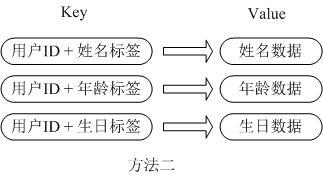 Key Value
用户ID＋姓名标签 姓名数据
用户ID＋年龄标签 年龄数据
用户ID＋生日标签 生日数据
方法二